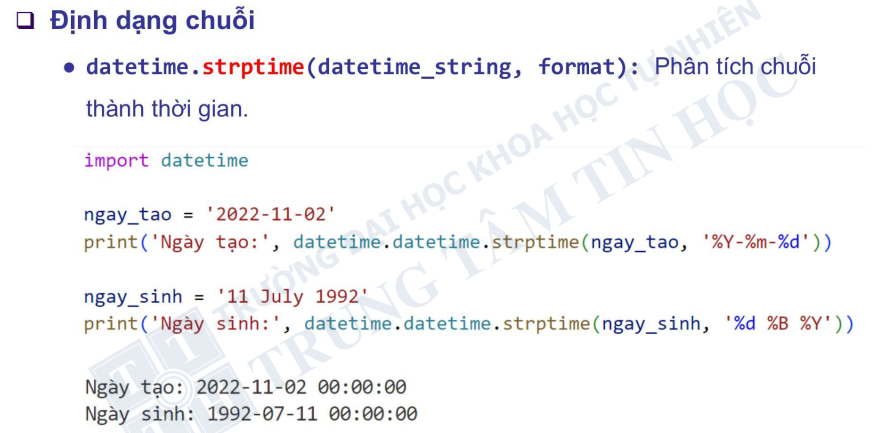 ❑ Định dạng chuỗi
• datetime.strptime(datetime_string, format): Phân tích chuỗi
thành thời gian.
import datetime
ngay_tao = '2022-11-02'
print('Ngày tạo:', datetime.datetime.strptime(ngay_tao, '%Y-%m-%d'))
ngay_sinh = '11 July 1992'
print('Ngày sinh:', datetime.datetime.strptime(ngay_sinh, '%d %B %Y'))
Ngày tạo: 2022-11-02 00:00:00
Ngày sinh: 1992-07-11 00:00:00
TRƯỜNG ĐẠI HỌC KHOA HỌC TỰ NHIÊN
TRUNG TÂM TIN HỌC